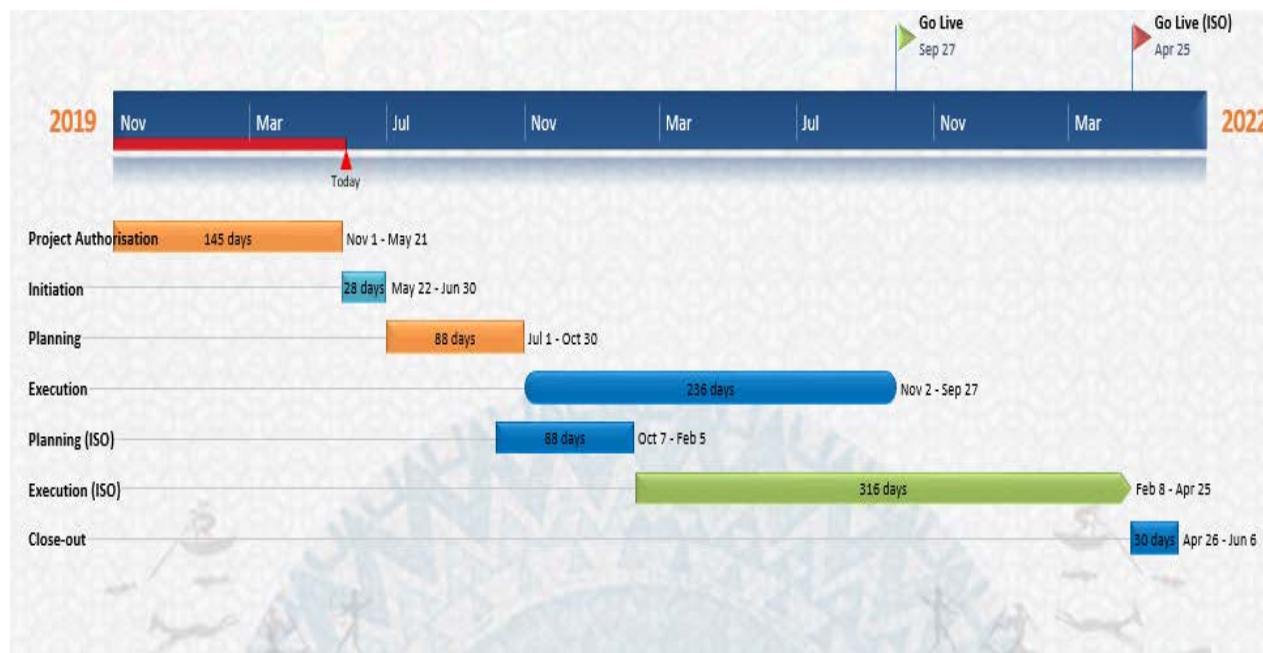 Go Live
Sep 27
Go Live (ISO)
Apr 25
2019 Nov Mar Jul Nov Mar Jul Nov Mar 2022
Today
Project Authorisation 145 days Nov 1 - May 21
Initiation 28 days May 22 - Jun 30
Planning 88 days Jul 1 - Oct 30
Execution 236 days Nov 2 - Sep 27
Planning (ISO) 88 days Oct 7 - Feb 5
Execution (ISO) 316 days Feb 8 - Apr 25
Close-out 30 days Apr 26 - Jun 6